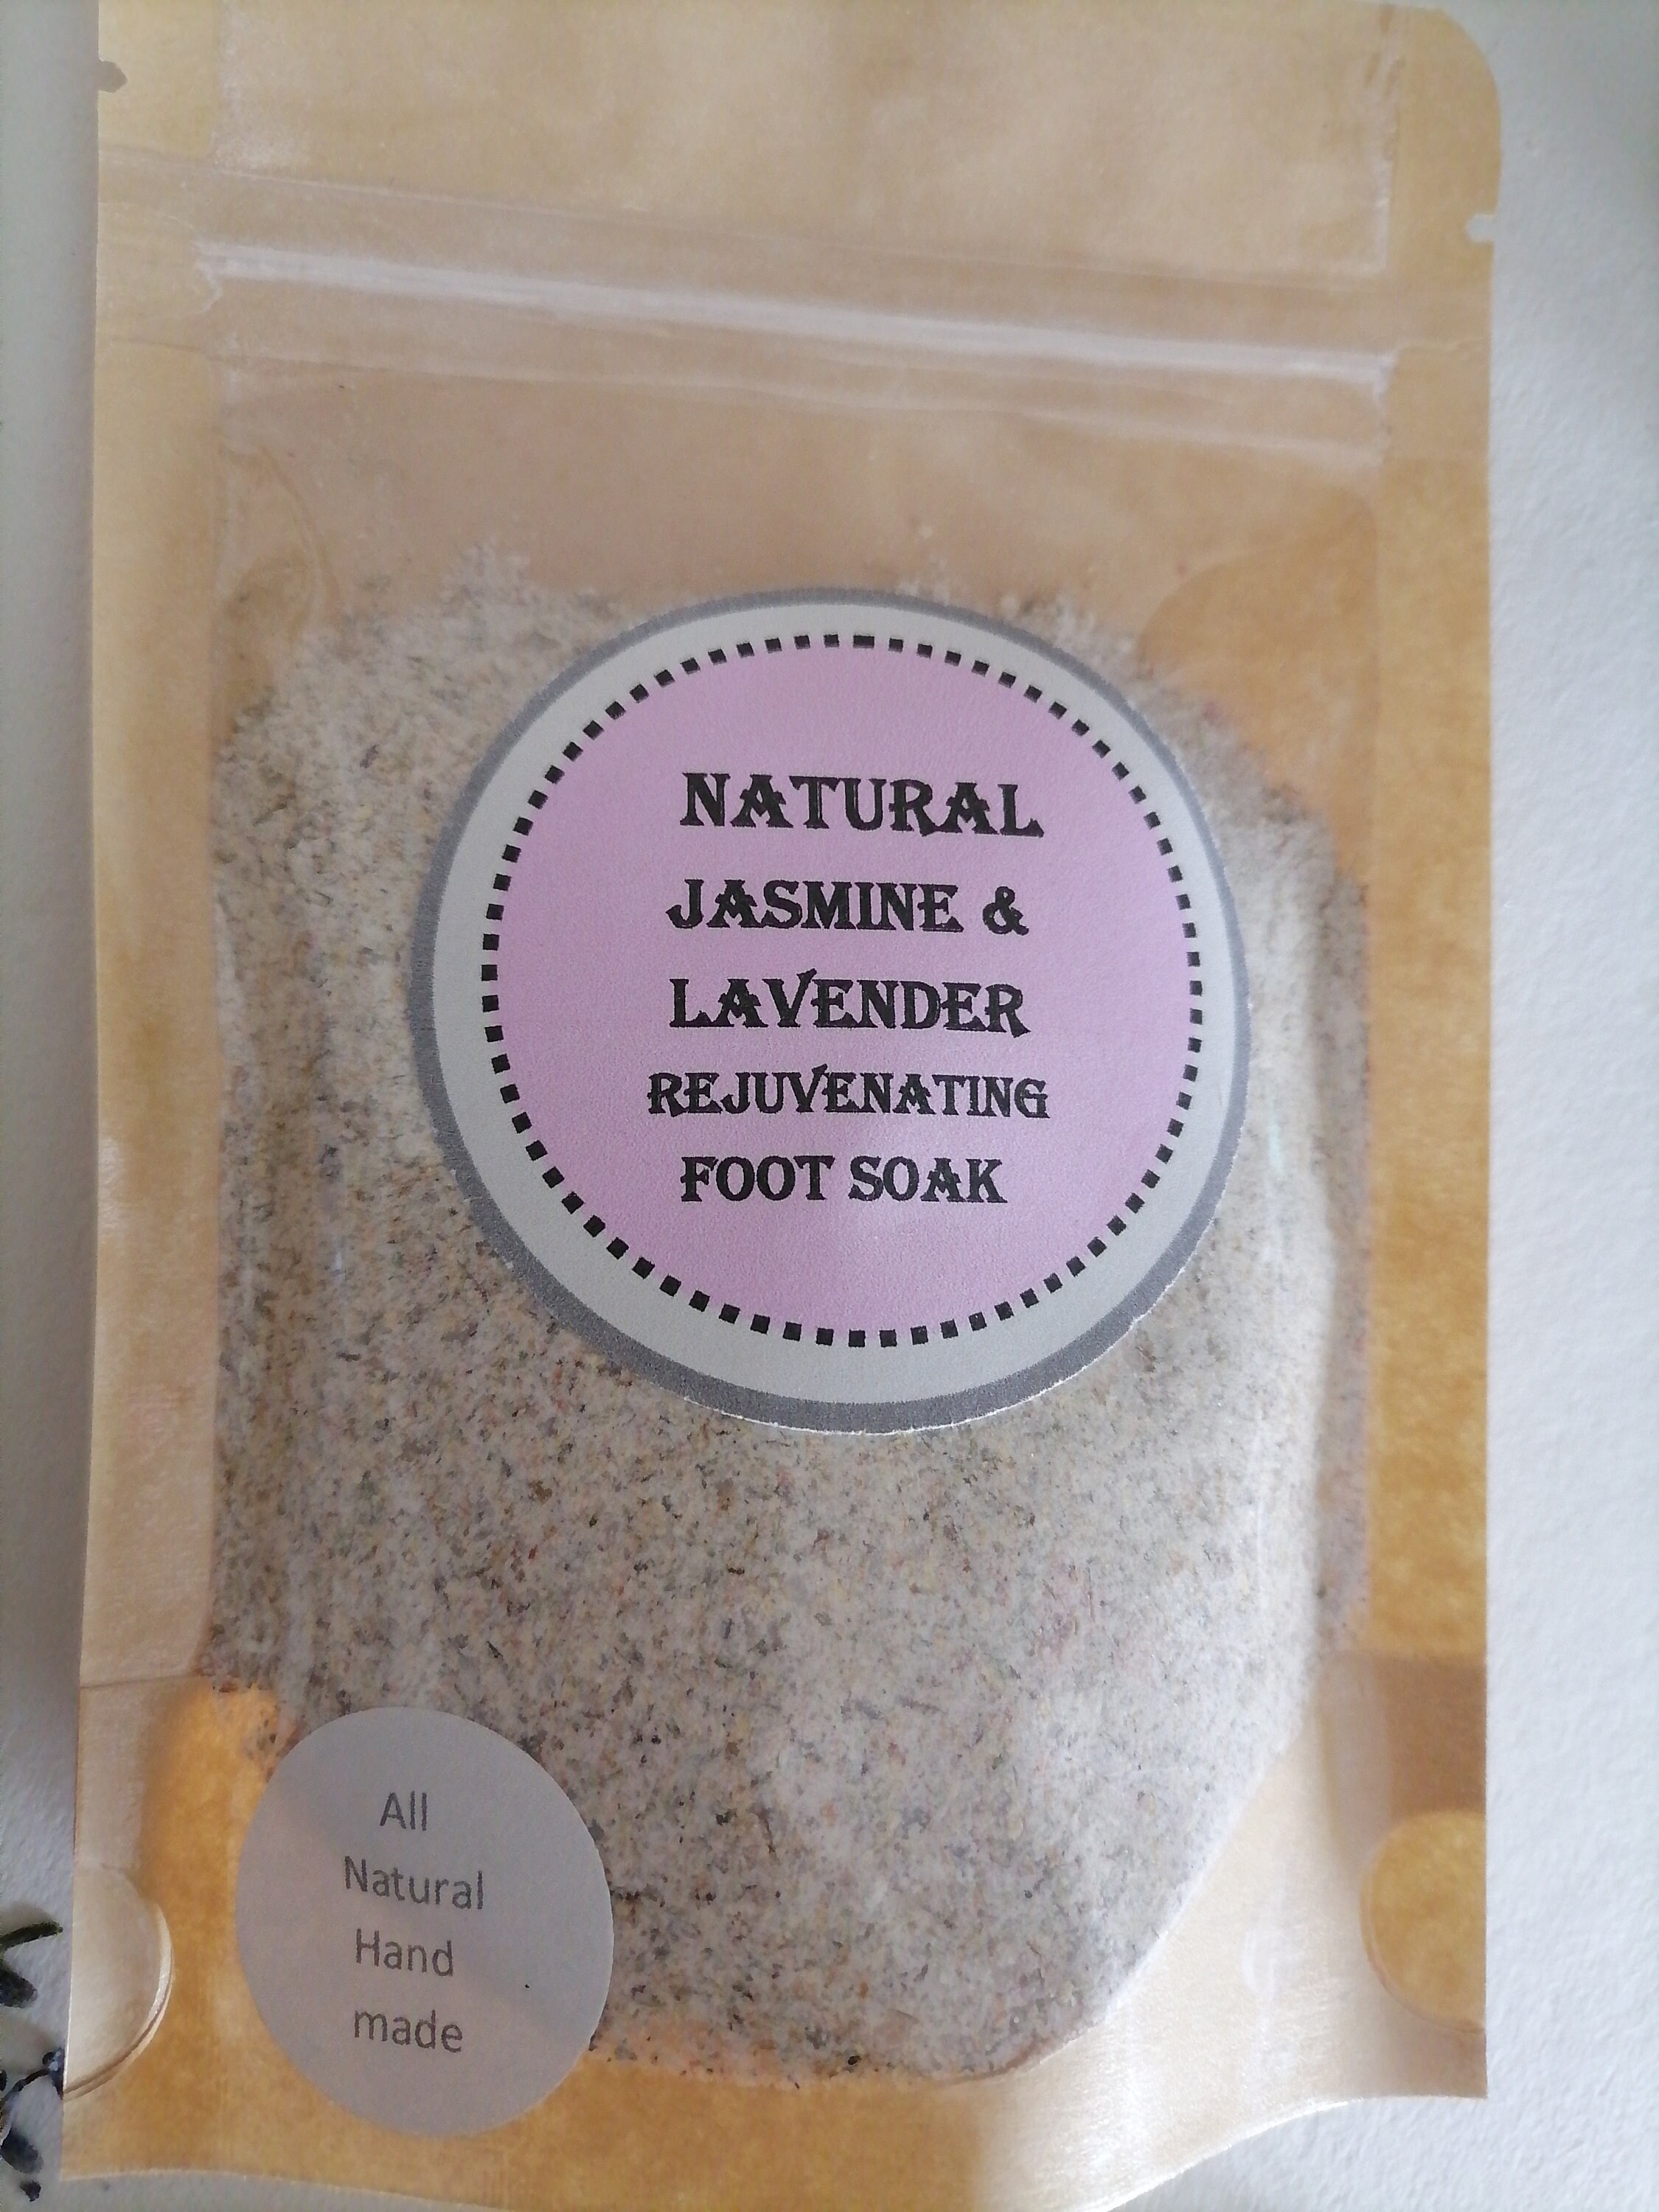 NATURAL
JASMINE &
LAVENDER
REJUVENATING
FOOT SOAK
All
Natural
Hand
made